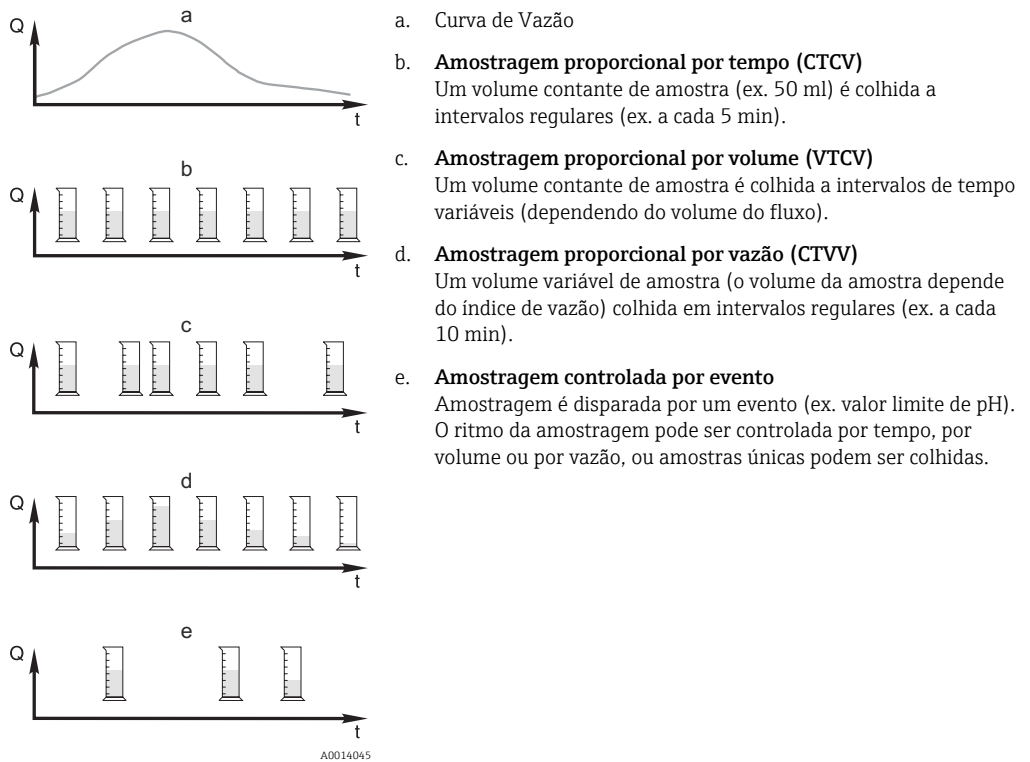 a
Q
t
b
Q
t
c
Q
t
d
Q
t
e
Q
t
A0014045
a. Curva de Vazão
b. Amostragem proporcional por tempo (CTCV)
Um volume contante de amostra (ex. 50 ml) é colhida a
intervalos regulares (ex. a cada 5 min).
c. Amostragem proporcional por volume (VTCV)
Um volume contante de amostra é colhida a intervalos de tempo
variáveis (dependendo do volume do fluxo).
d. Amostragem proporcional por vazão (CTVV)
Um volume variável de amostra (o volume da amostra depende
do índice de vazão) colhida em intervalos regulares (ex. a cada
10 min).
e. Amostragem controlada por evento
Amostragem é disparada por um evento (ex. valor limite de pH).
O ritmo da amostragem pode ser controlada por tempo, por
volume ou por vazão, ou amostras únicas podem ser colhidas.